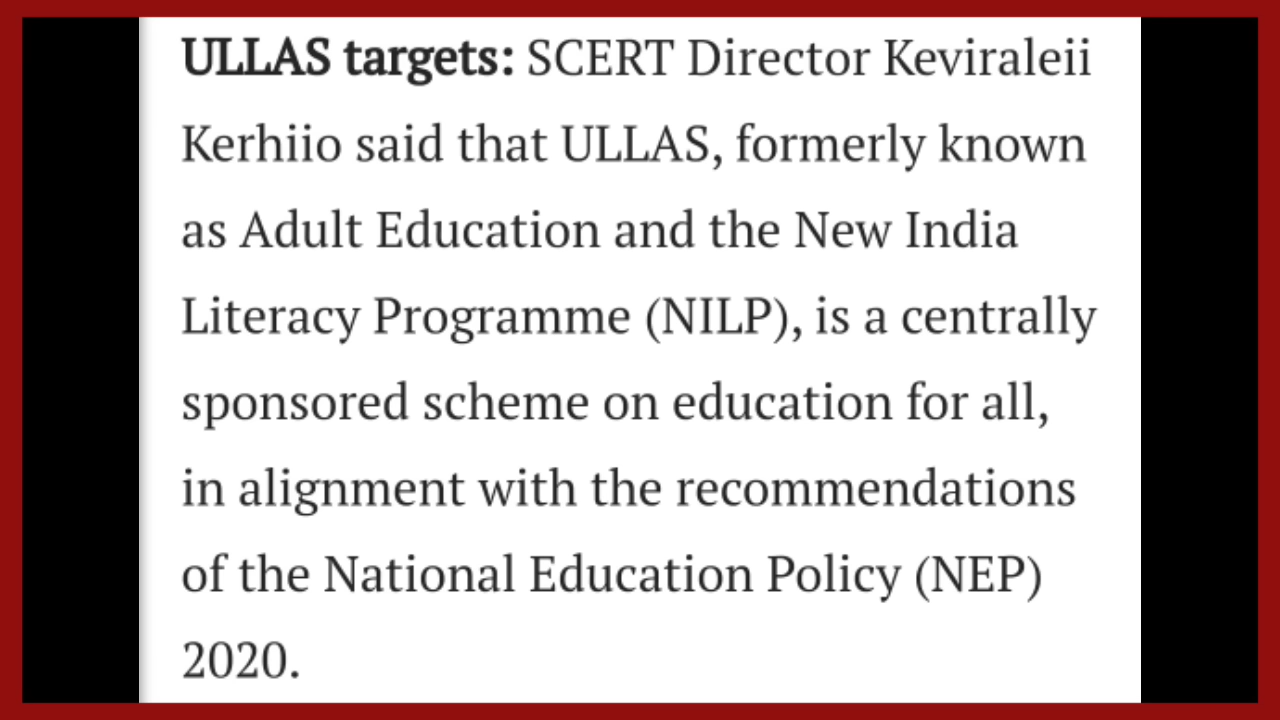 ULLAS targets: SCERT Director Keviraleii
Kerhiio said that ULLAS, formerly known
as Adult Education and the New India
Literacy Programme (NILP), is a centrally
sponsored scheme on education for all,
in alignment with the recommendations
of the National Education Policy (NEP)
2020.